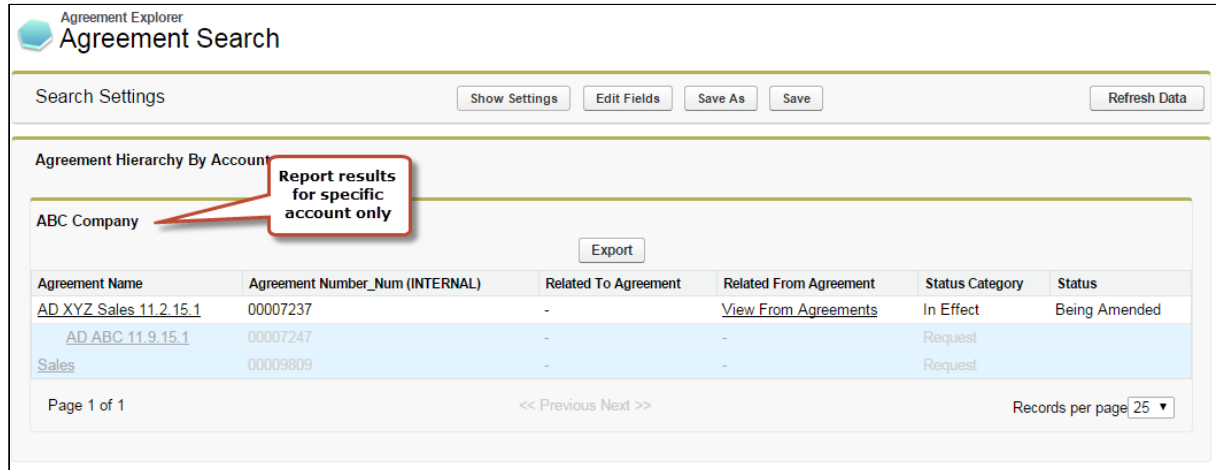 Agreement Explorer
Agreement Search
Search Settings Show Settings Edit Fields Save As Save Refresh Data
Agreement Hierarchy By Account
Report results
for specific
account only
ABC Company
Export
Agreement Name Agreement Number_Num (INTERNAL) Related To Agreement Related From Agreement Status Category Status
AD XYZ Sales 11.2.15.1 00007237 - View From Agreements In Effect Being Amended
AD ABC 11.9.15.1 00007247 - - Request
Sales 00009809 - - Request
Page 1 of 1 << Previous Next >> Records per page 25 ▼